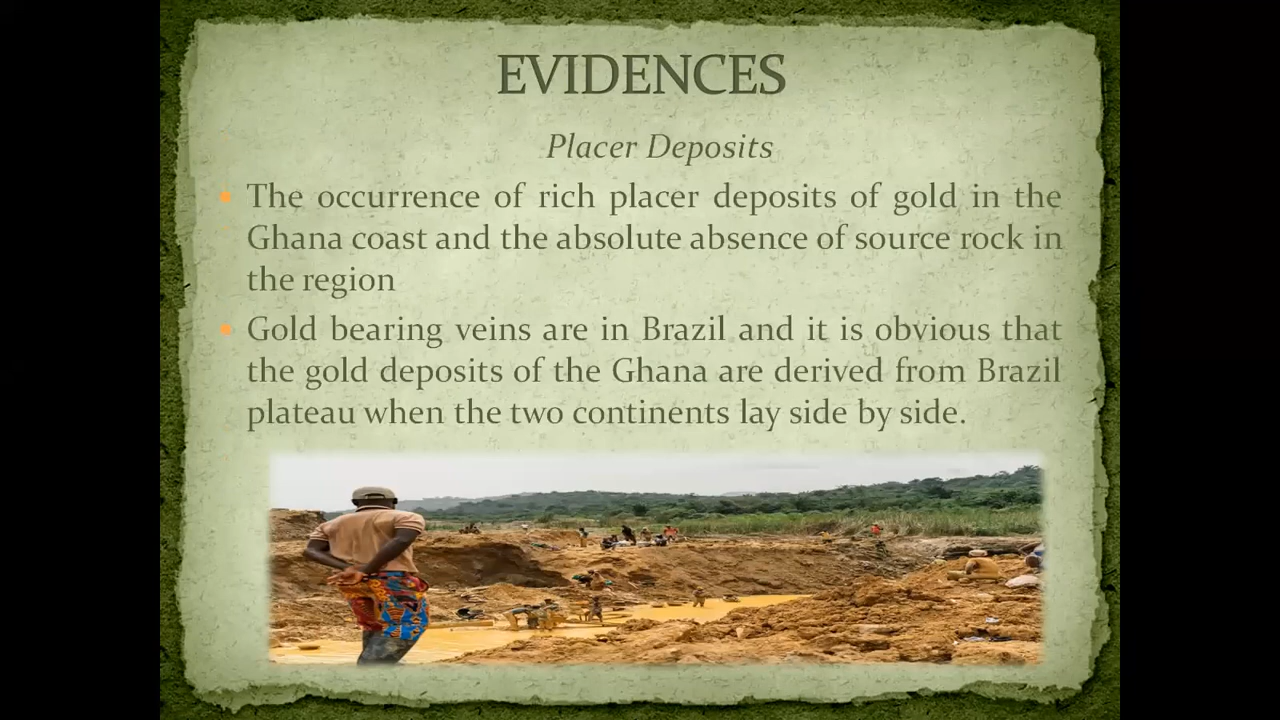 EVIDENCES
Placer Deposits
The occurrence of rich placer deposits of gold in the
Ghana coast and the absolute absence of source rock in
the region
Gold bearing veins are in Brazil and it is obvious that
the gold deposits of the Ghana are derived from Brazil
plateau when the two continents lay side by side.